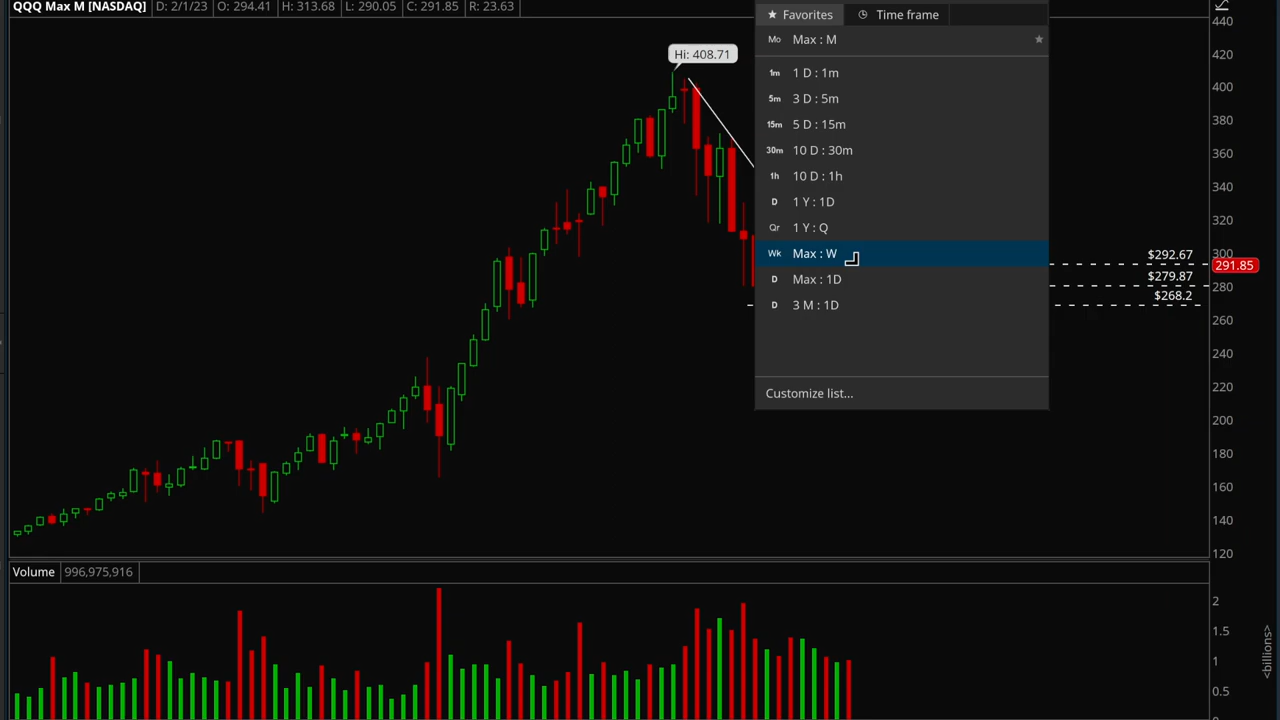 QQQ Max M [NASDAQ] D: 2/1/23 O: 294.41 H: 313.68 L: 290.05 C: 291.85 R: 23.63
Favorites Time frame
Mo Max : M
1m 1 D : 1m
5m 3 D : 5m
15m 5 D : 15m
30m 10 D : 30m
1h 10 D : 1h
D 1 Y : 1D
Qr 1 Y : Q
Wk Max : W
D Max : 1D
D 3 M : 1D
Customize list...
Hi: 408.71
$292.67
$279.87
$268.2
440
420
400
380
360
340
320
300
291.85
280
260
240
220
200
180
160
140
120
Volume 996,975,916
2
1.5
1
0.5
0
<billions>